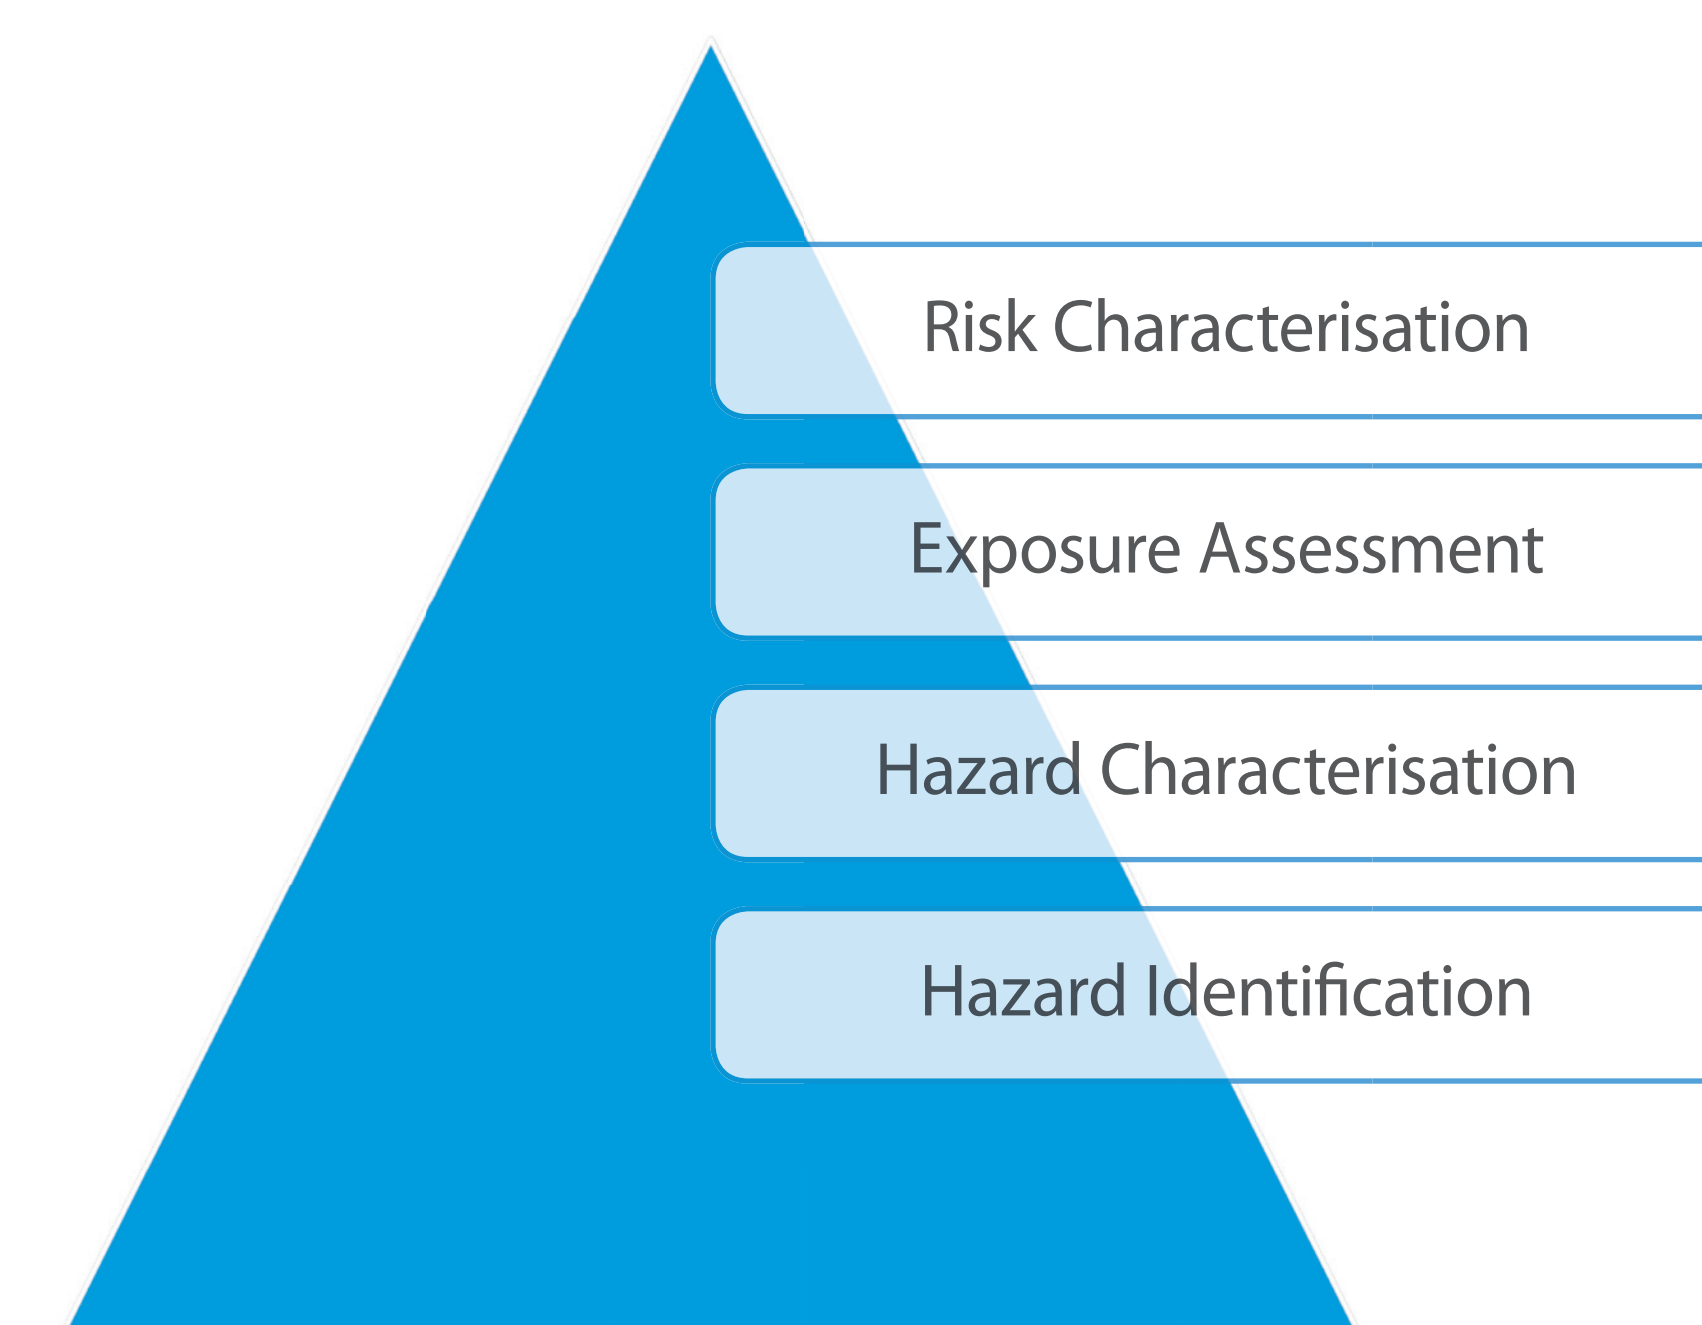 Risk Characterisation
Exposure Assessment
Hazard Characterisation
Hazard Identification